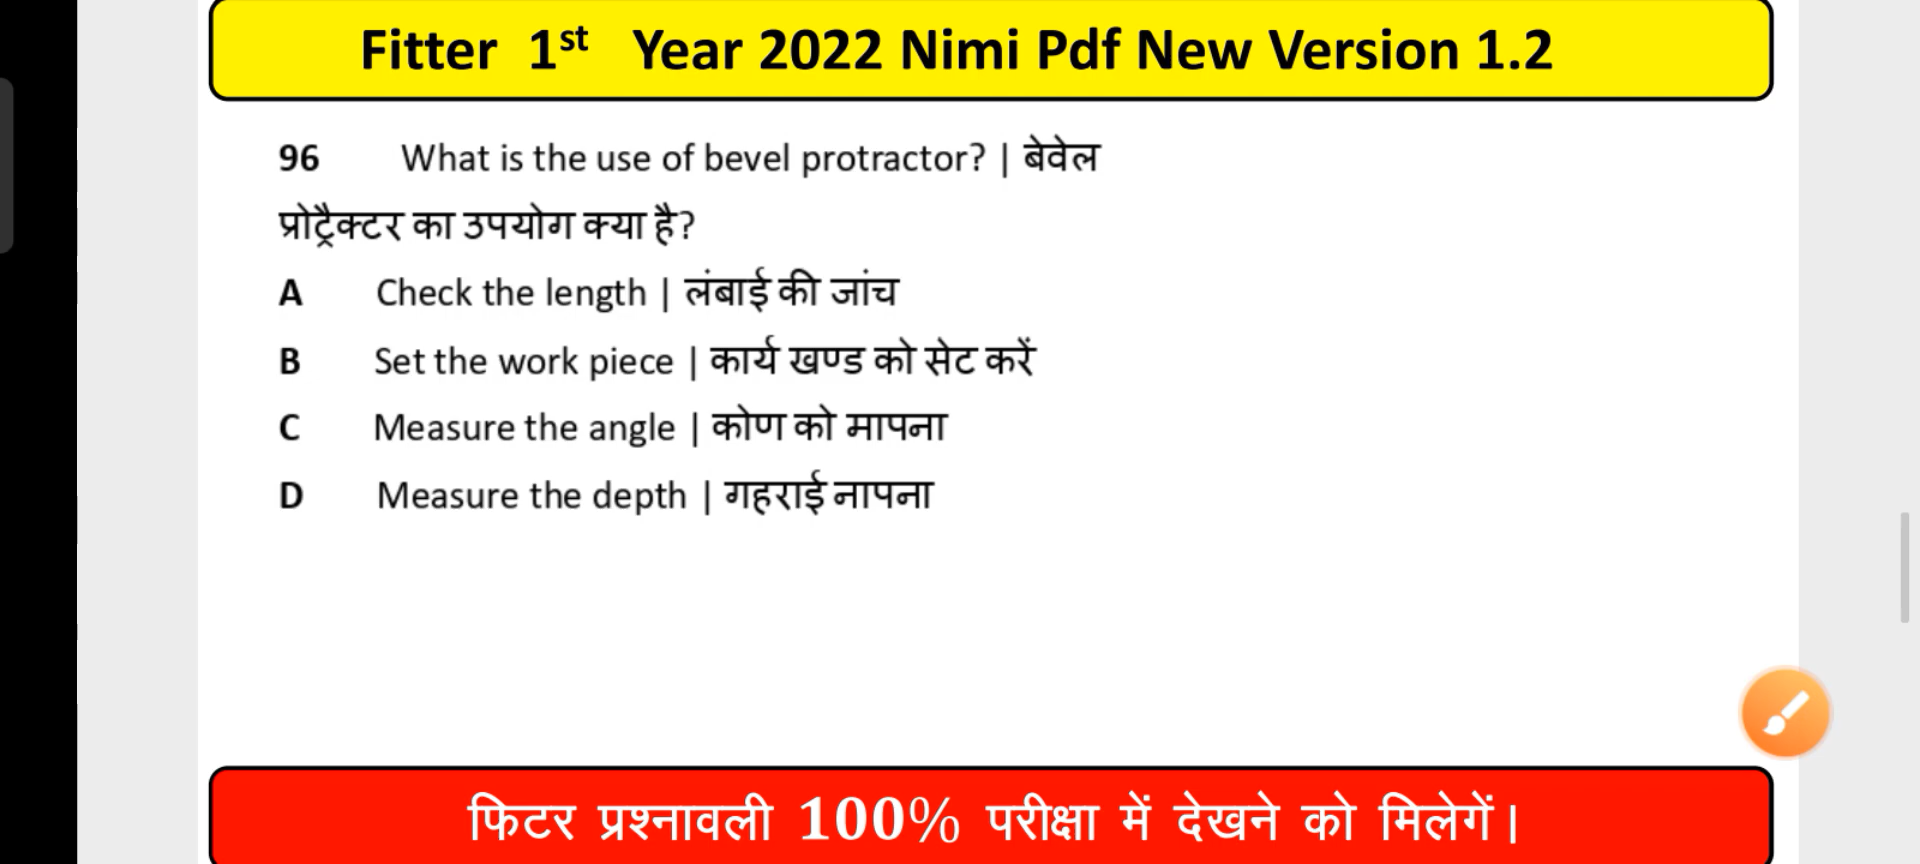 Fitter 1st Year 2022 Nimi Pdf New Version 1.2
96 What is the use of bevel protractor? | बेवेल
प्रोट्रैक्टर का उपयोग क्या है?
A Check the length | लंबाई की जांच
B Set the work piece | कार्य खण्ड को सेट करें
C Measure the angle | कोण को मापना
D Measure the depth | गहराई नापना
फिटर प्रश्नावली 100% परीक्षा में देखने को मिलेगें।